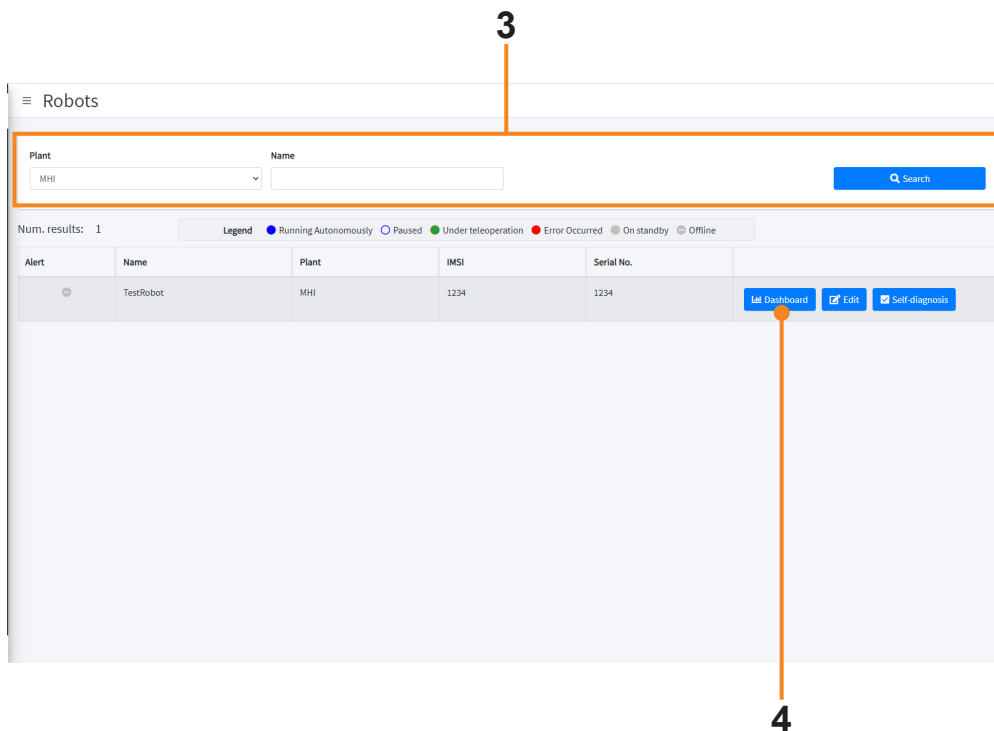 3
≡ Robots
Plant Name
MHI
Search
Num. results: 1
Legend Running Autonomously Paused Under teleoperation Error Occurred On standby Offline
Alert Name Plant IMSI Serial No.
TestRobot MHI 1234 1234 Dashboard Edit Self-diagnosis
4